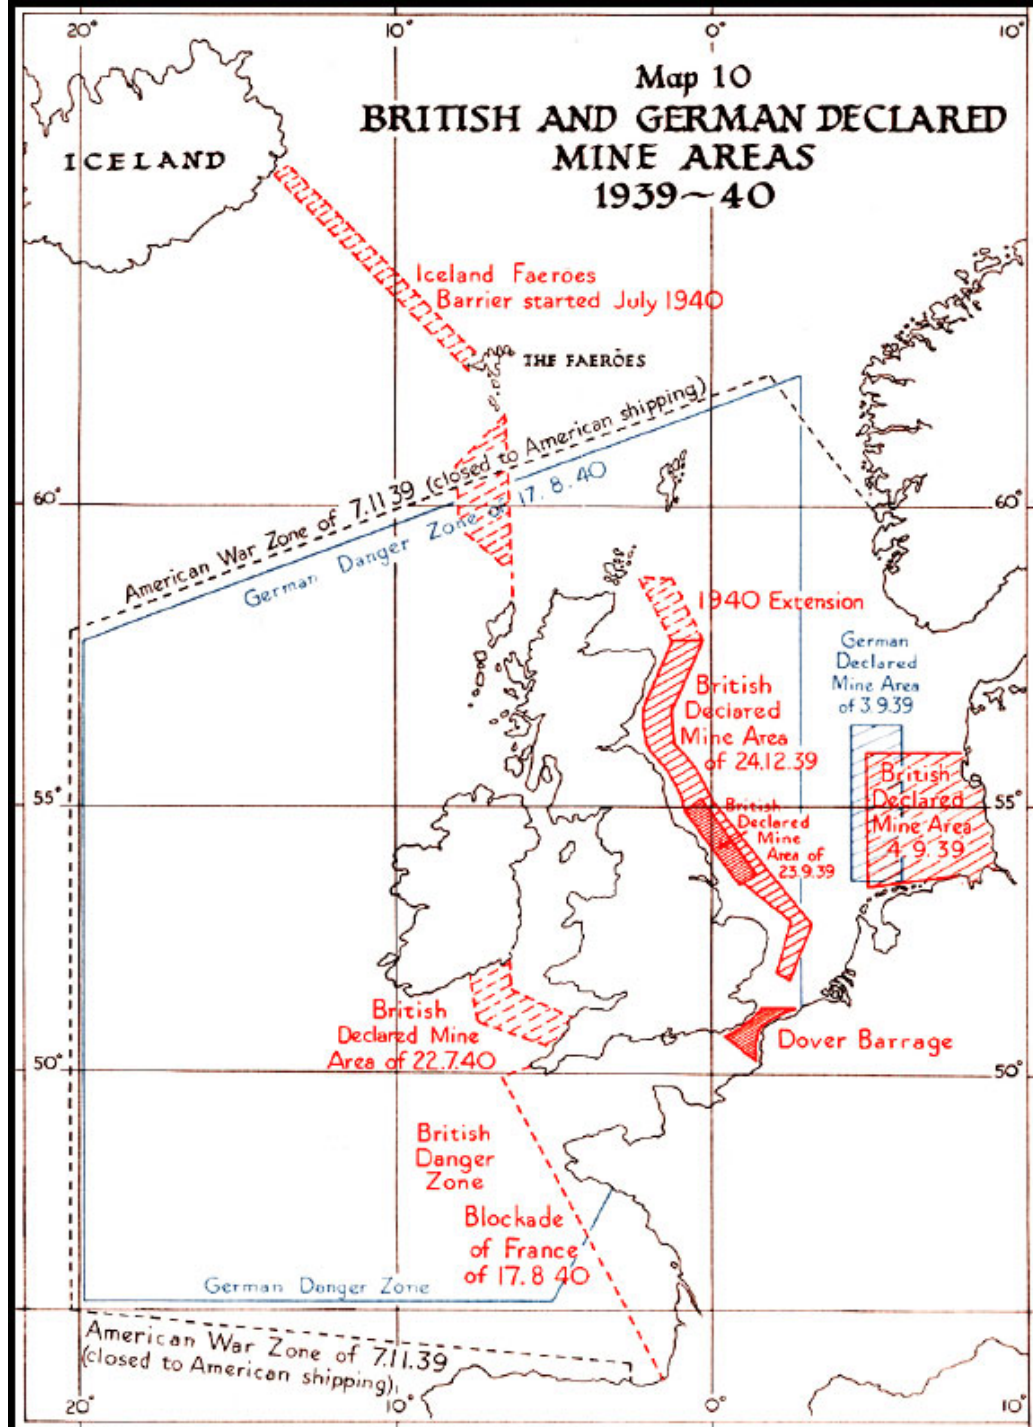 20°
10°
0°
10°
Map 10
BRITISH AND GERMAN DECLARED
MINE AREAS
1939~40
ICELAND
Iceland Faeroes
Barrier started July 1940
THE FAERÖES
American War Zone of 7.11.39 (closed to American shipping)
German Danger Zone of 17.8.40
60°
60°
1940 Extension
German
Declared
Mine Area
of 3.9.39
British
Declared
Mine Area
of 24.12.39
British
Declared
Mine Area
4.9.39
55°
55°
British
Declared
Mine
Area of
23.9.39
British
Declared Mine
Area of 22.7.40
Dover Barrage
50°
50°
British
Danger
Zone
Blockade
of France
of 17.8 40
German Danger Zone
American War Zone of 7.11.39
(closed to American shipping)
20°
10°
0°
10°